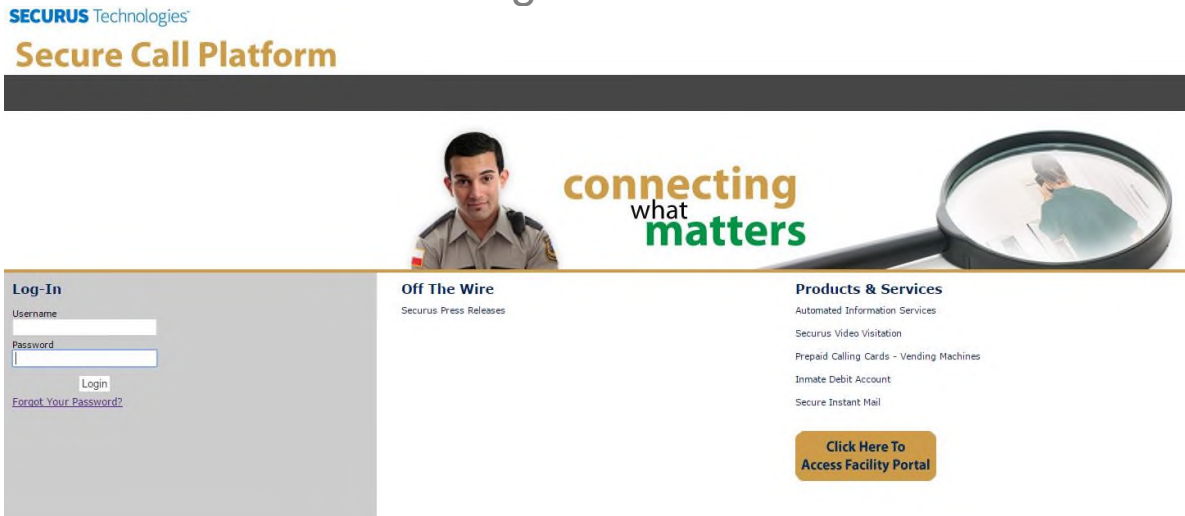 SECURUS Technologies
Secure Call Platform
connecting
what
matters
Log-In
Username
Password
Login
Forgot Your Password?
Off The Wire
Securus Press Releases
Products & Services
Automated Information Services
Securus Video Visitation
Prepaid Calling Cards - Vending Machines
Inmate Debit Account
Secure Instant Mail
Click Here To
Access Facility Portal